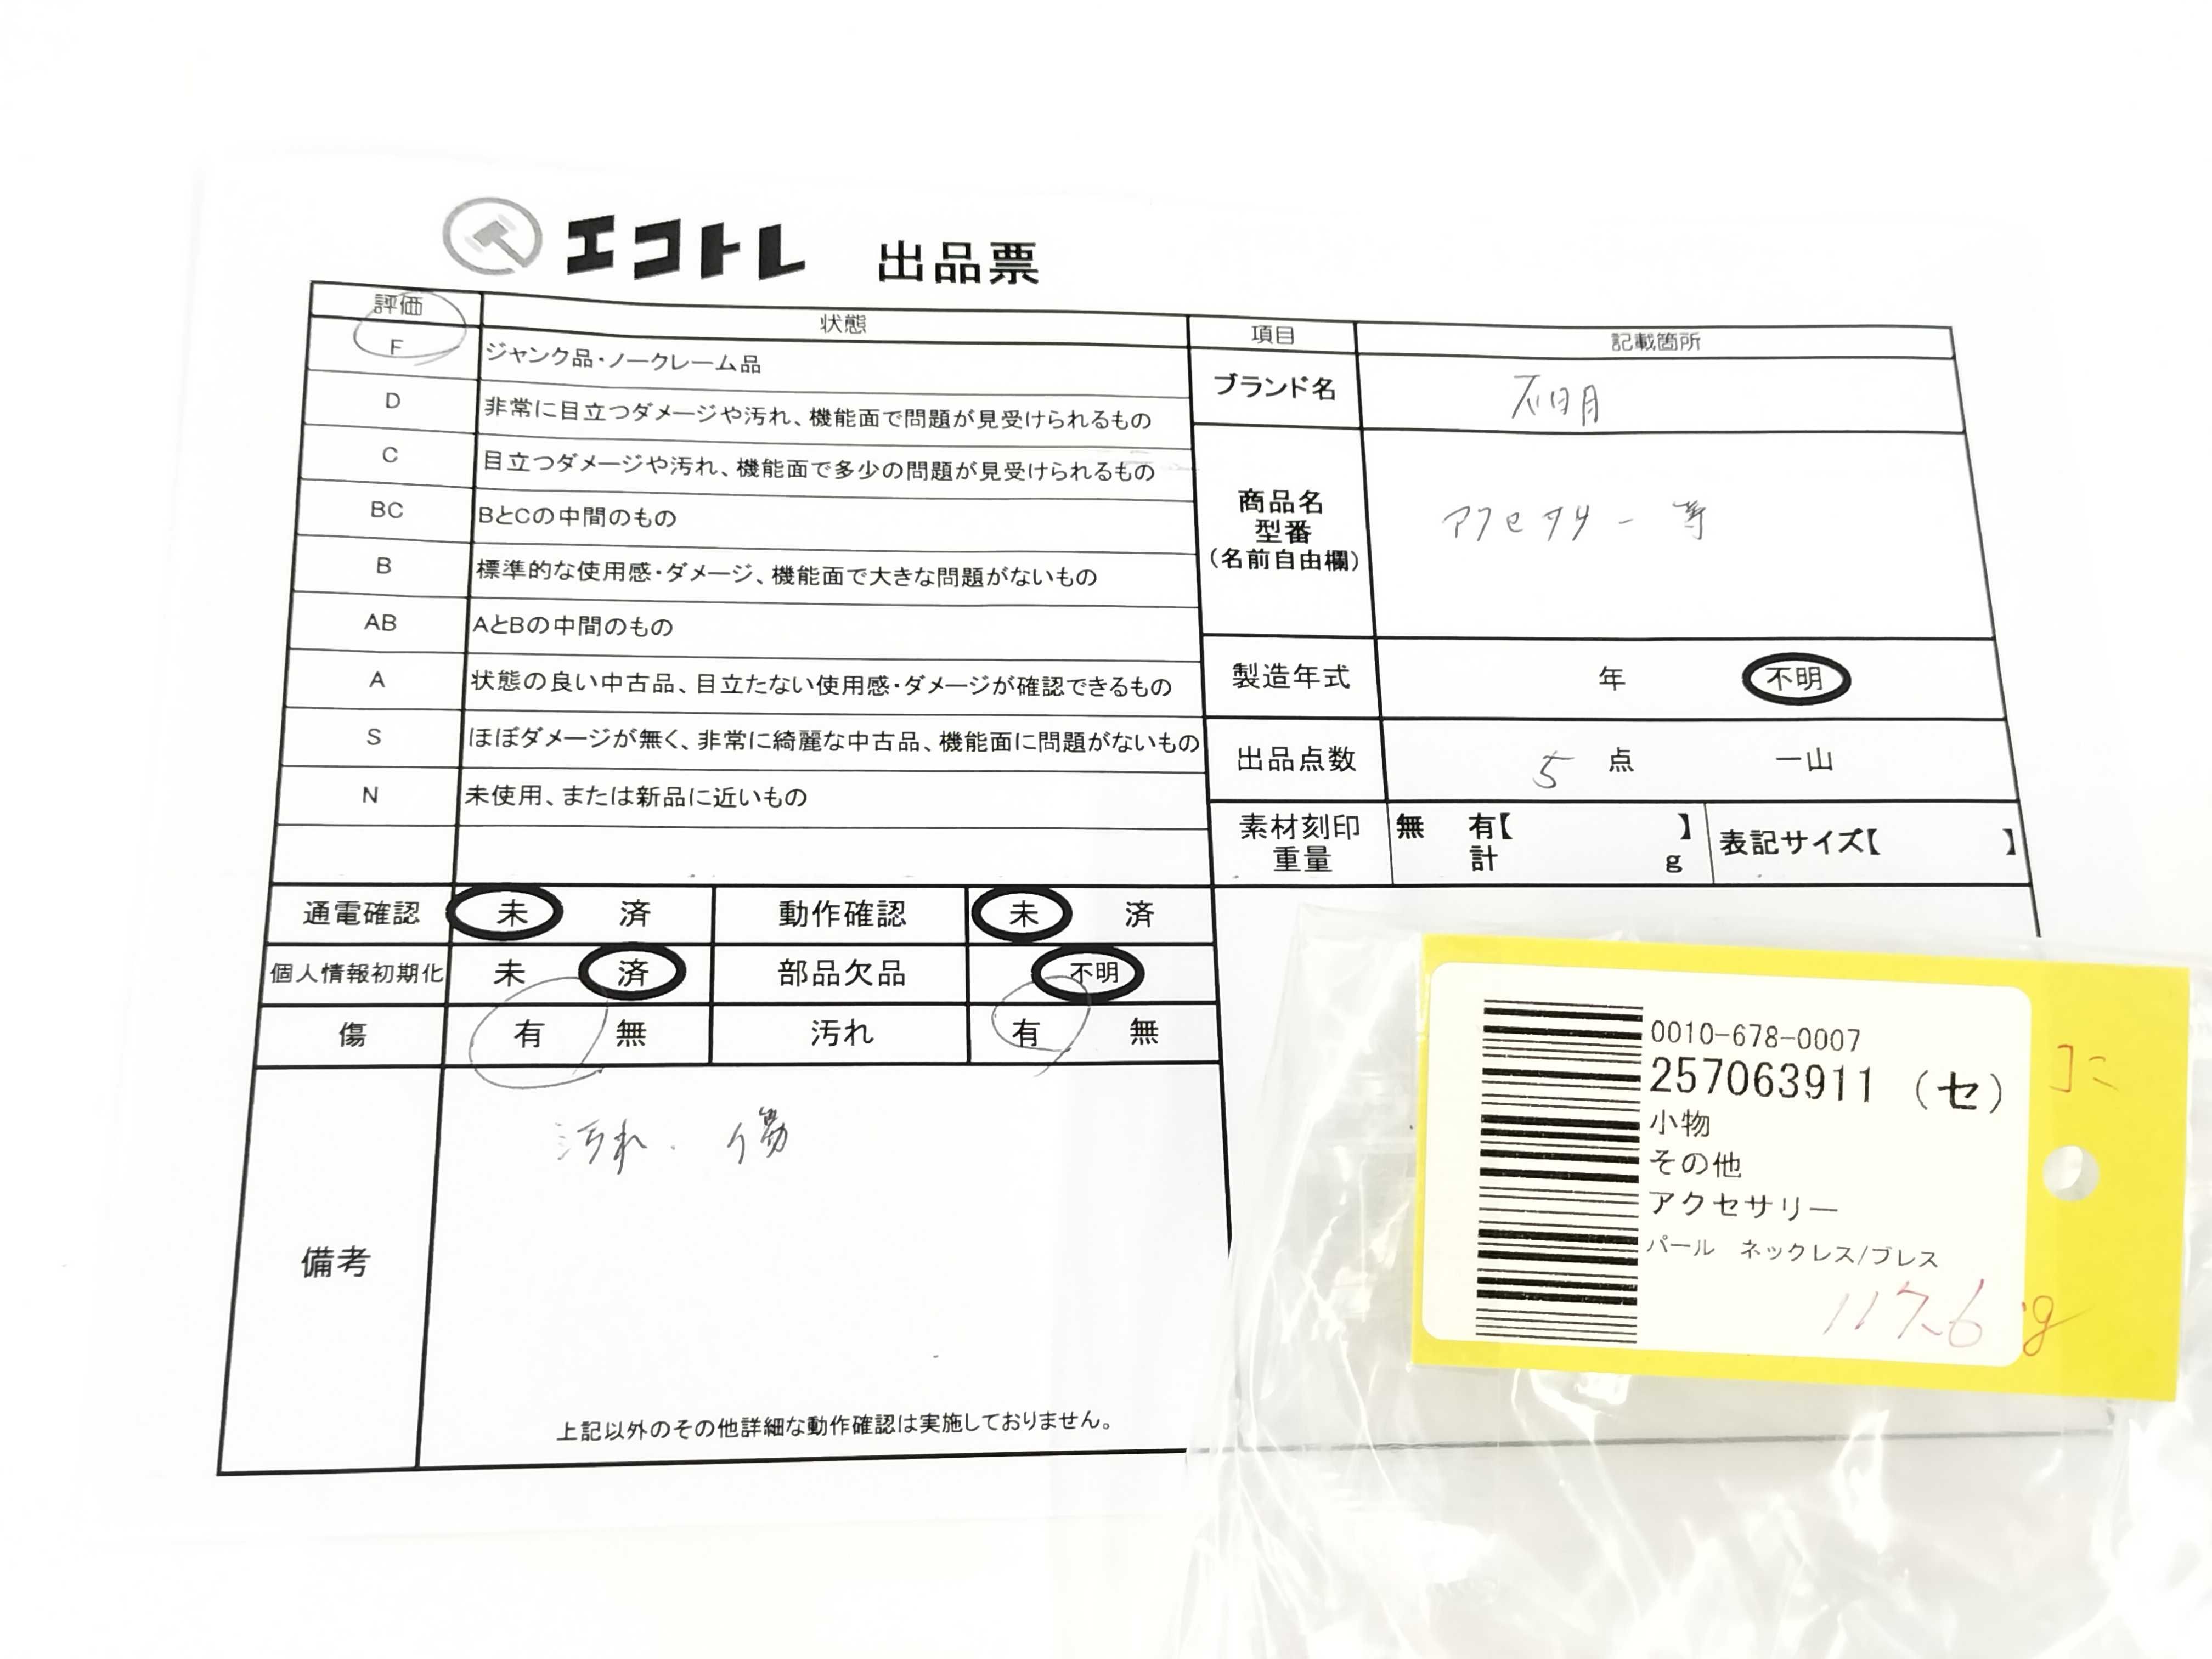 エコトレ 出品票
評価 状態
F ジャンク品・ノークレーム品
D 非常に目立つダメージや汚れ、機能面で問題が見受けられるもの
C 目立つダメージや汚れ、機能面で多少の問題が見受けられるもの
BC BとCの中間のもの
B 標準的な使用感・ダメージ、機能面で大きな問題がないもの
AB AとBの中間のもの
A 状態の良い中古品、目立たない使用感・ダメージが確認できるもの
S ほぼダメージが無く、非常に綺麗な中古品、機能面に問題がないもの
N 未使用、または新品に近いもの
項目 記載箇所
ブランド名 不明
商品名
型番
(名前自由欄)
アクセサリー等
製造年式 年 不明
出品点数 5 点 一山
素材刻印 無 有【 】
重量 計 g
表記サイズ【 】
通電確認 未 済 動作確認 未 済
個人情報初期化 未 済 部品欠品 不明
傷 有 無 汚れ 有 無
備考
汚れ・傷
上記以外のその他詳細な動作確認は実施しておりません。
0010-678-0007
257063911 (セ)
小物
その他
アクセサリー
パール ネックレス/ブレス
117.6g